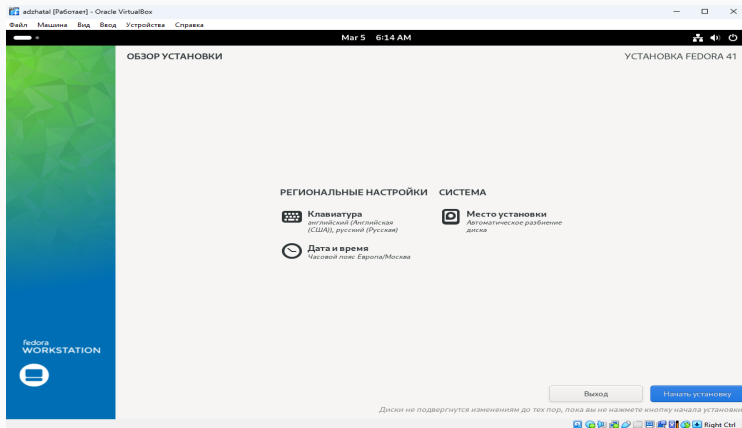 adzhatal [Работает] - Oracle VirtualBox
Файл Машина Вид Ввод Устройства Справка
Mar 5 6:14 AM
ОБЗОР УСТАНОВКИ
УСТАНОВКА FEDORA 41
РЕГИОНАЛЬНЫЕ НАСТРОЙКИ
СИСТЕМА
Клавиатура
английский (Английская
(США)), русский (Русская)
Место установки
Автоматическое разбиение
диска
Дата и время
Часовой пояс Европа/Москва
fedora
WORKSTATION
Выход
Начать установку
Диски не подвергнутся изменениям до тех пор, пока вы не нажмете кнопку начала установки
Right Ctrl